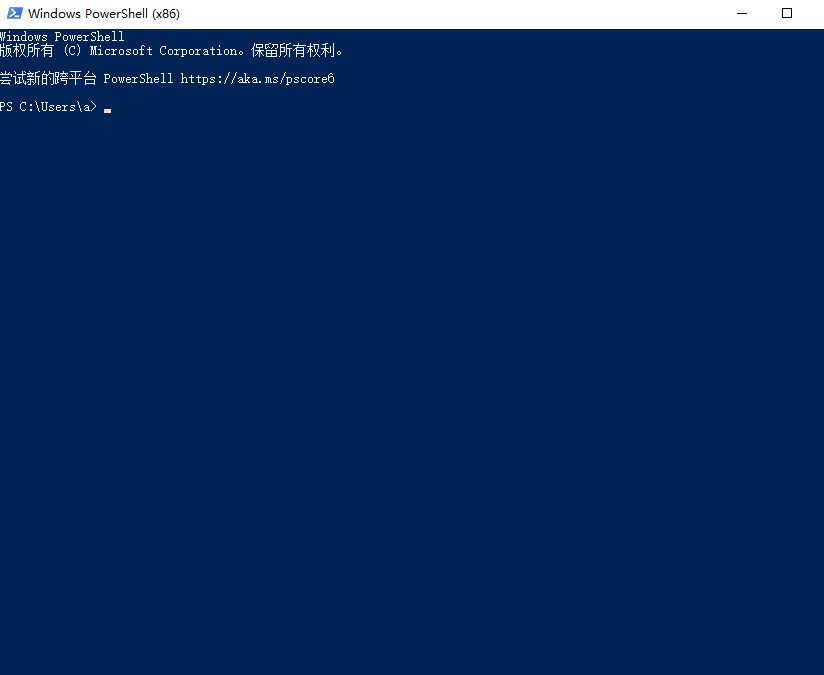 Windows PowerShell (x86)
Windows PowerShell
版权所有 (C) Microsoft Corporation。保留所有权利。
尝试新的跨平台 PowerShell https://aka.ms/pscore6
PS C:\Users\a>